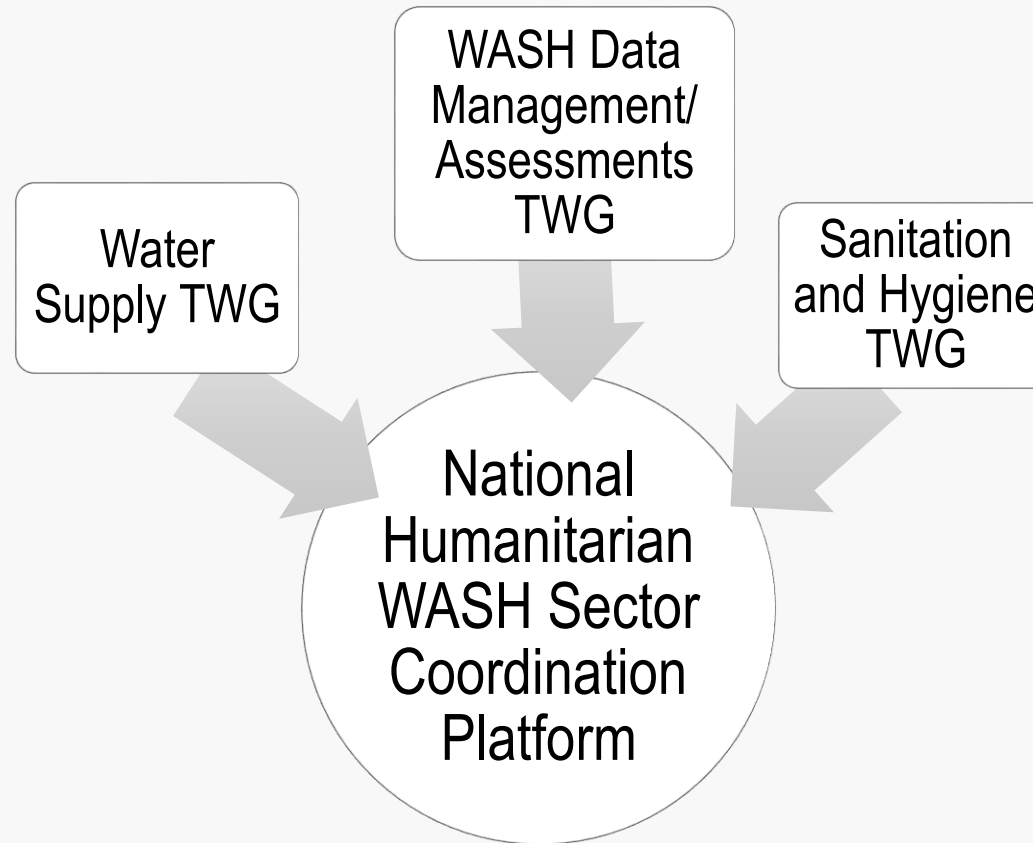 WASH Data
Management/
Assessments
TWG
Water
Supply TWG
Sanitation
and Hygiene
TWG
National
Humanitarian
WASH Sector
Coordination
Platform